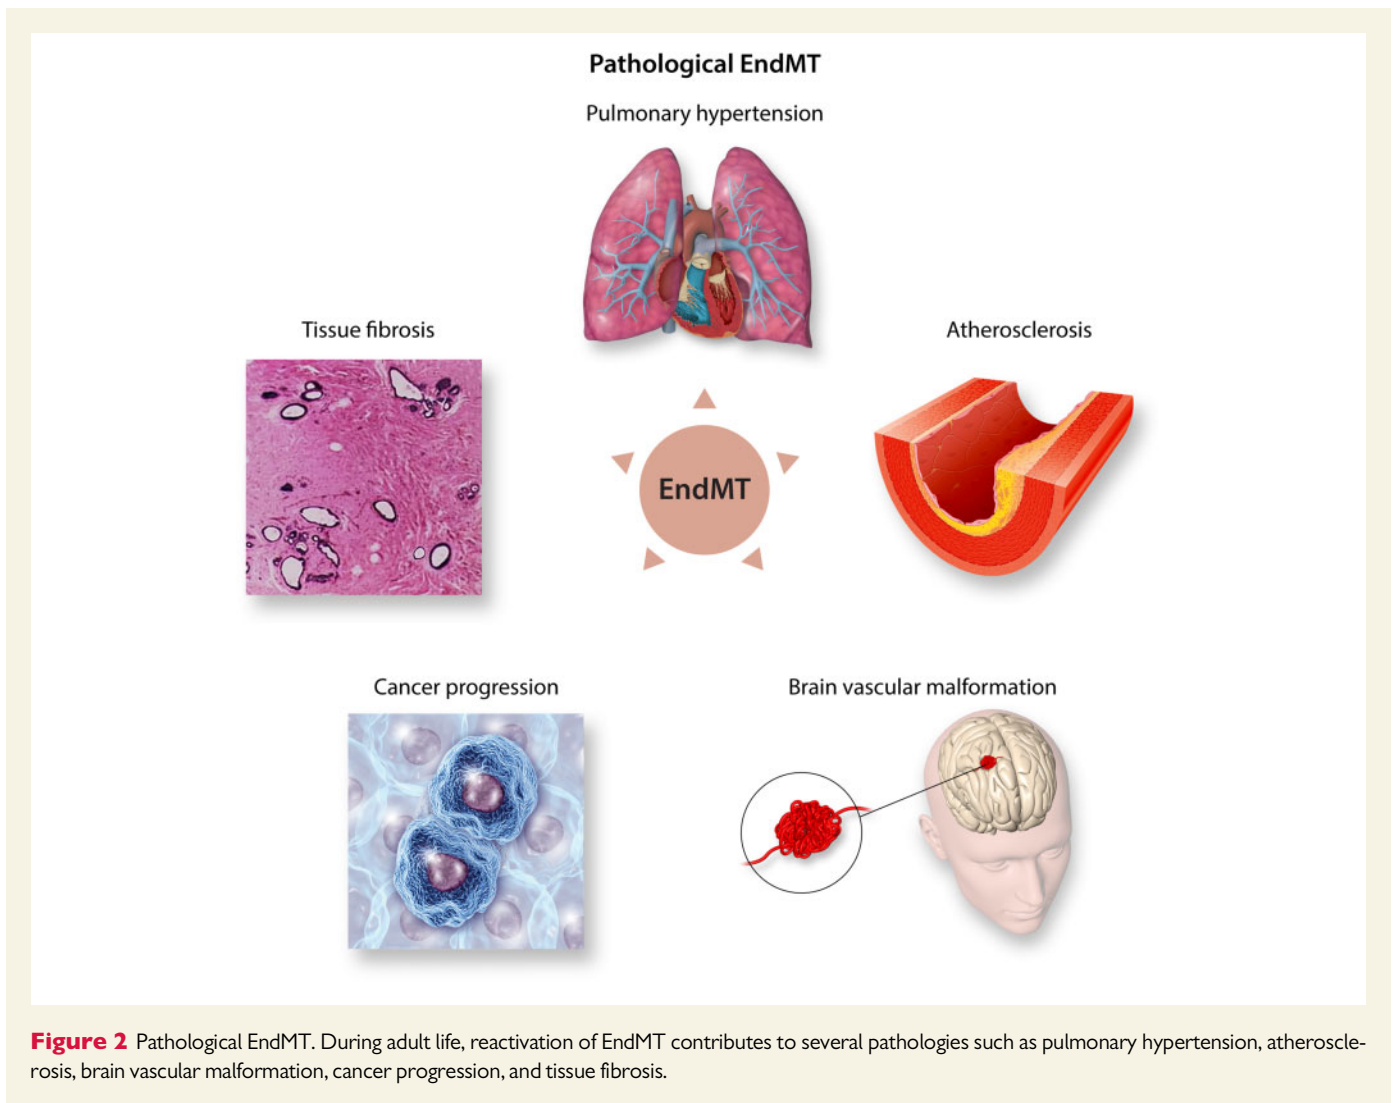 Pathological EndMT
Pulmonary hypertension
Tissue fibrosis
Atherosclerosis
EndMT
Cancer progression
Brain vascular malformation
Figure 2 Pathological EndMT. During adult life, reactivation of EndMT contributes to several pathologies such as pulmonary hypertension, atheroscle-
rosis, brain vascular malformation, cancer progression, and tissue fibrosis.